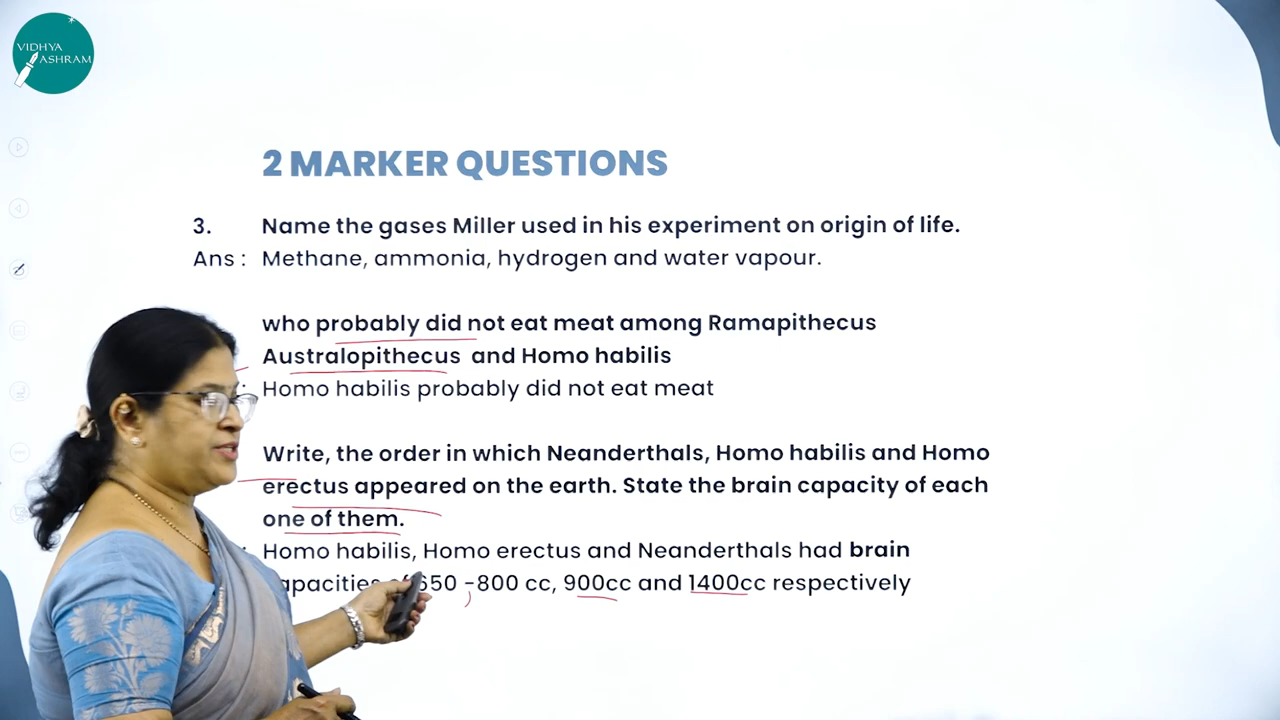 VIDHYA
ASHRAM
2 MARKER QUESTIONS
3. Name the gases Miller used in his experiment on origin of life.
Ans : Methane, ammonia, hydrogen and water vapour.
who probably did not eat meat among Ramapithecus
Australopithecus and Homo habilis
: Homo habilis probably did not eat meat
Write, the order in which Neanderthals, Homo habilis and Homo
erectus appeared on the earth. State the brain capacity of each
one of them.
: Homo habilis, Homo erectus and Neanderthals had brain
650 -800 cc, 900cc and 1400cc respectively